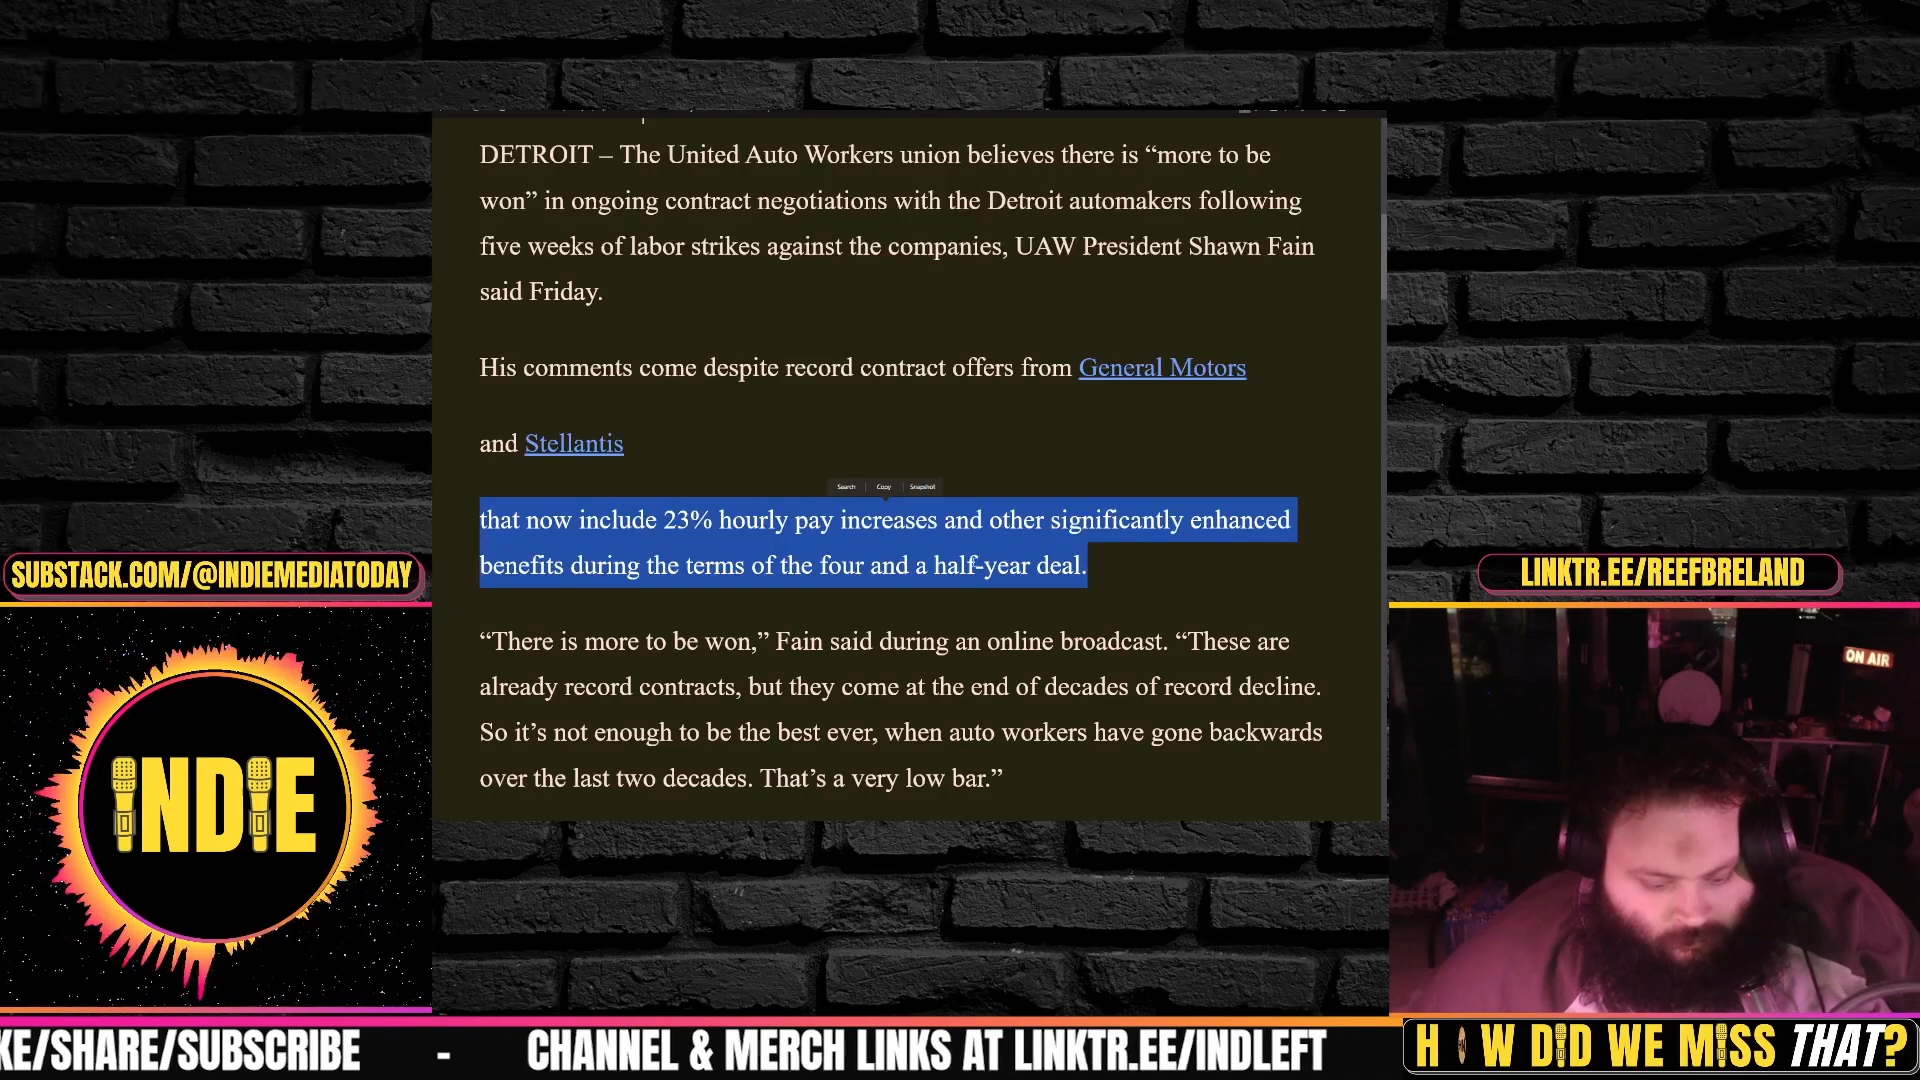 DETROIT – The United Auto Workers union believes there is “more to be
won” in ongoing contract negotiations with the Detroit automakers following
five weeks of labor strikes against the companies, UAW President Shawn Fain
said Friday.
His comments come despite record contract offers from General Motors
and Stellantis
Search Copy Snapshot
that now include 23% hourly pay increases and other significantly enhanced
benefits during the terms of the four and a half-year deal.
“There is more to be won,” Fain said during an online broadcast. “These are
already record contracts, but they come at the end of decades of record decline.
So it’s not enough to be the best ever, when auto workers have gone backwards
over the last two decades. That’s a very low bar.”
SUBSTACK.COM/@INDIEMEDIATODAY
INDIE
LINKTR.EE/REEFBRELAND
ON AIR
KE/SHARE/SUBSCRIBE - CHANNEL & MERCH LINKS AT LINKTR.EE/INDLEFT
HOW DID WE MISS THAT?